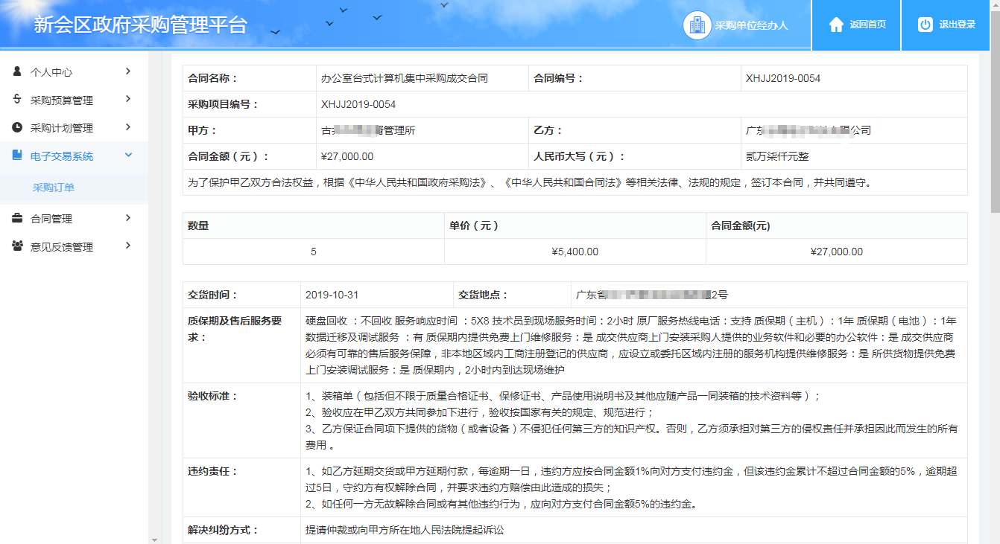 新会区政府采购管理平台
采购单位经办人
返回首页
退出登录
个人中心
采购预算管理
采购计划管理
电子交易系统
采购订单
合同管理
意见反馈管理
合同名称： 办公室台式计算机集中采购成交合同 合同编号： XHJJ2019-0054
采购项目编号： XHJJ2019-0054
甲方： 古 管理所 乙方： 广东 公司
合同金额（元）： ¥27,000.00 人民币大写（元）： 贰万柒仟元整
为了保护甲乙双方合法权益，根据《中华人民共和国政府采购法》、《中华人民共和国合同法》等相关法律、法规的规定，签订本合同，并共同遵守。
数量 单价（元） 合同金额(元)
5 ¥5,400.00 ¥27,000.00
交货时间： 2019-10-31 交货地点： 广东省 2号
质保期及售后服务要
求：
硬盘回收 ：不回收 服务响应时间 ：5X8 技术员到现场服务时间：2小时 原厂服务热线电话：支持 质保期（主机）：1年 质保期（电池）：1年
数据迁移及调试服务 ：有 质保期内提供免费上门维修服务：是 成交供应商上门安装采购人提供的业务软件和必要的办公软件：是 成交供应商
必须有可靠的售后服务保障，非本地区域内工商注册登记的供应商，应设立或委托区域内注册的服务机构提供维修服务：是 所供货物提供免费
上门安装调试服务：是 质保期内，2小时内到达现场维护
验收标准：
1、装箱单（包括但不限于质量合格证书、保修证书、产品使用说明书及其他应随产品一同装箱的技术资料等）；
2、验收应在甲乙双方共同参加下进行，验收按国家有关的规定、规范进行；
3、乙方保证合同项下提供的货物（或者设备）不侵犯任何第三方的知识产权。否则，乙方须承担对第三方的侵权责任并承担因此而发生的所有
费用 。
违约责任：
1、如乙方延期交货或甲方延期付款，每逾期一日，违约方应按合同金额1%向对方支付违约金，但该违约金累计不超过合同金额的5%，逾期超
过5日，守约方有权解除合同，并要求违约方赔偿由此造成的损失；
2、如任何一方无故解除合同或有其他违约行为，应向对方支付合同金额5%的违约金。
解决纠纷方式： 提请仲裁或向甲方所在地人民法院提起诉讼